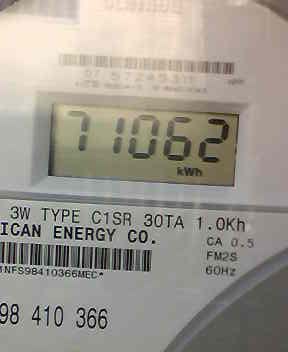 71062
kWh
3W TYPE C1SR 30TA 1.0Kh
ICAN ENERGY CO.
CA 0.5
FM2S
60Hz
1NFS98410366MEC*
98 410 366